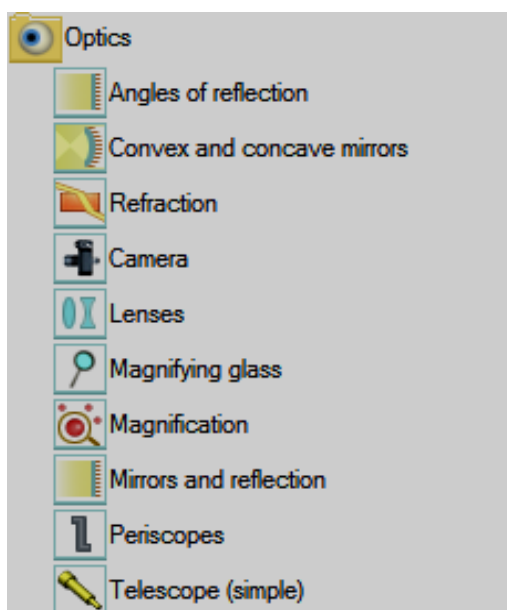 Optics
Angles of reflection
Convex and concave mirrors
Refraction
Camera
Lenses
Magnifying glass
Magnification
Mirrors and reflection
Periscopes
Telescope (simple)